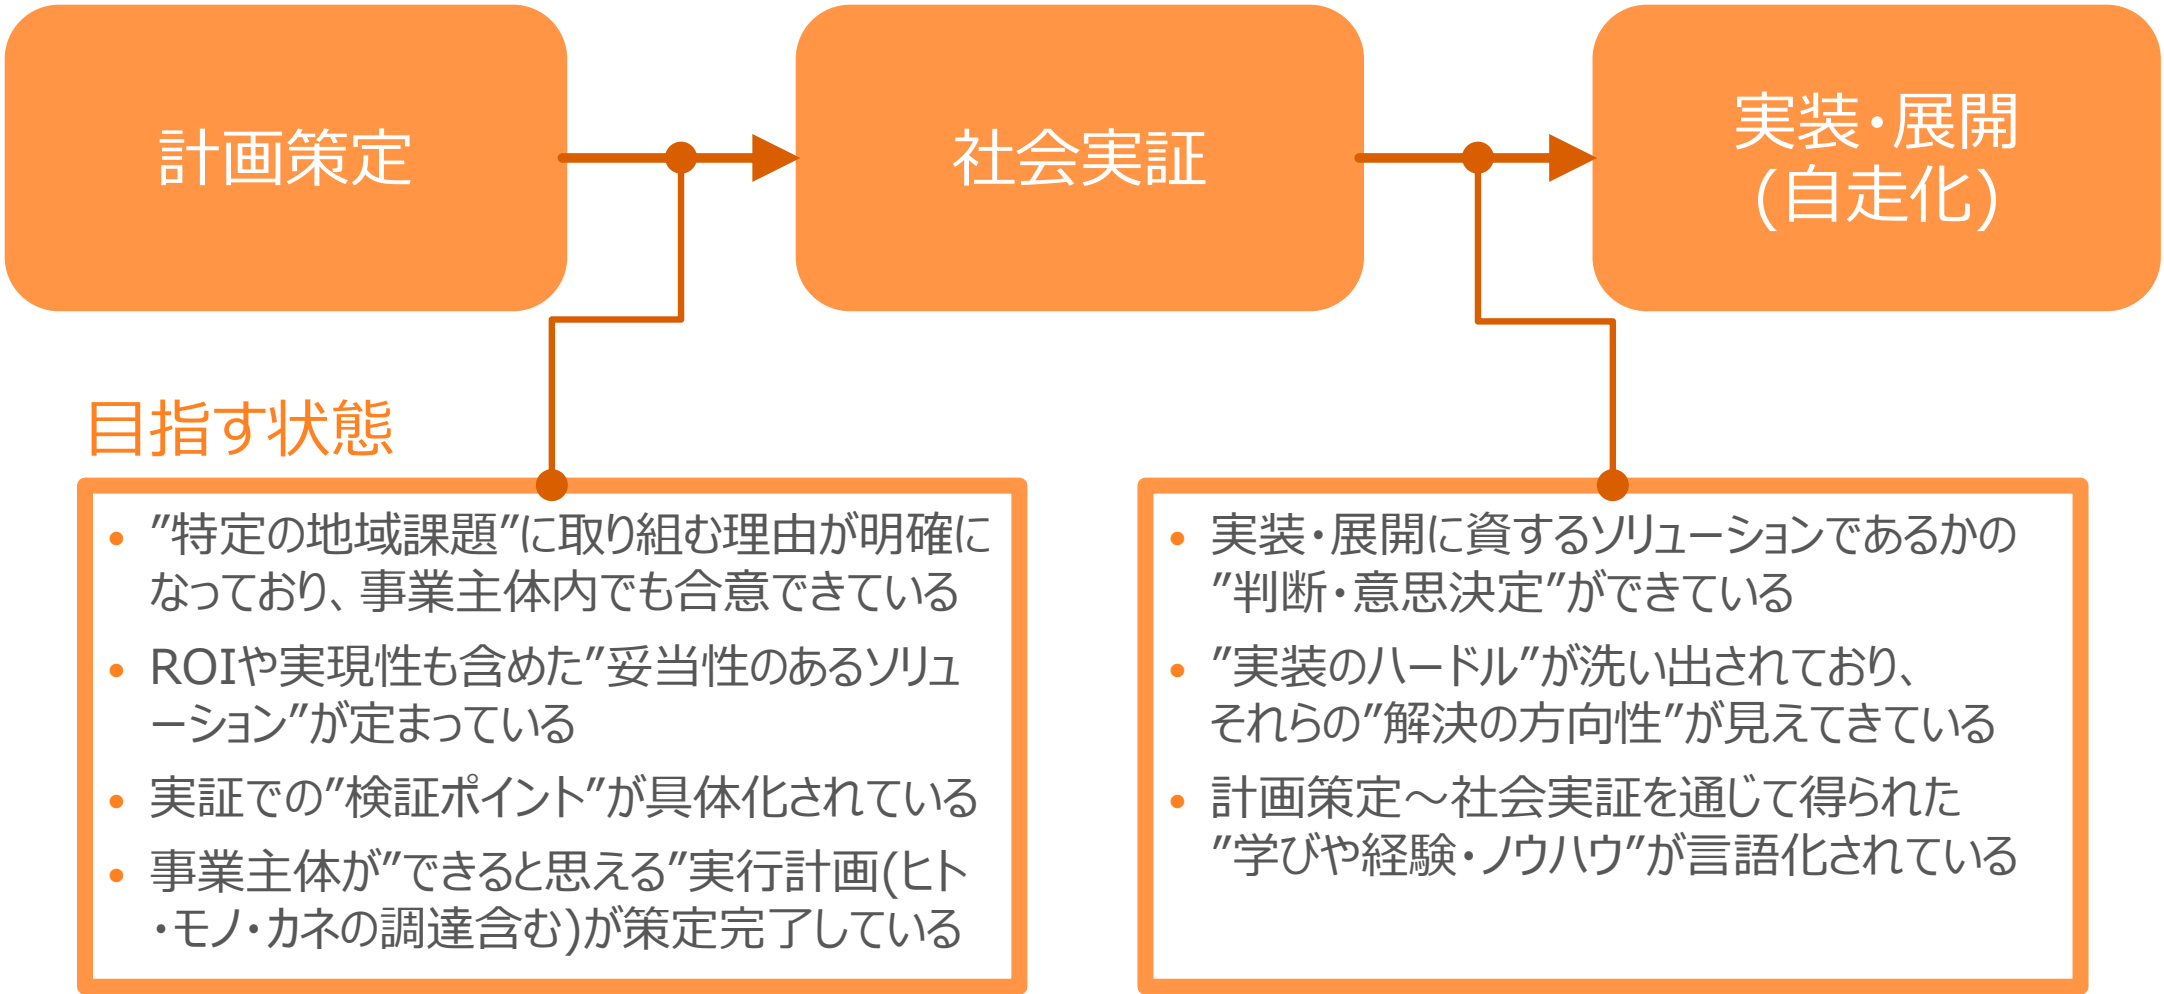 計画策定
社会実証
実装・展開
(自走化)
目指す状態
• ”特定の地域課題”に取り組む理由が明確に
なっており、事業主体内でも合意できている
• ROIや実現性も含めた”妥当性のあるソリュ
ーション”が定まっている
• 実証での”検証ポイント”が具体化されている
• 事業主体が”できると思える”実行計画(ヒト
・モノ・カネの調達含む)が策定完了している
• 実装・展開に資するソリューションであるかの
”判断・意思決定”ができている
• ”実装のハードル”が洗い出されており、
それらの”解決の方向性”が見えてきている
• 計画策定～社会実証を通じて得られた
”学びや経験・ノウハウ”が言語化されている